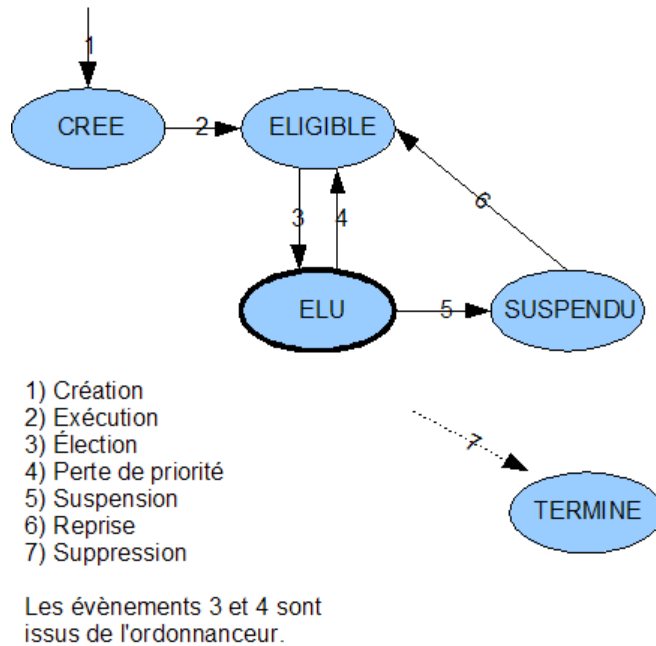 1
CREE
2
ELIGIBLE
3
4
6
ELU
5
SUSPENDU
1) Création
2) Exécution
3) Élection
4) Perte de priorité
5) Suspension
6) Reprise
7) Suppression
7
TERMINE
Les évènements 3 et 4 sont
issus de l'ordonnanceur.